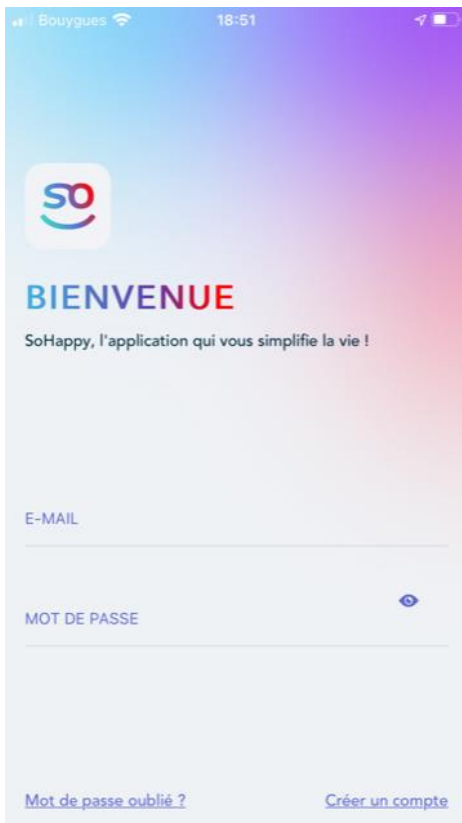 Bouygues 18:51
so
BIENVENUE
SoHappy, l'application qui vous simplifie la vie !
E-MAIL
MOT DE PASSE
Mot de passe oublié ? Créer un compte